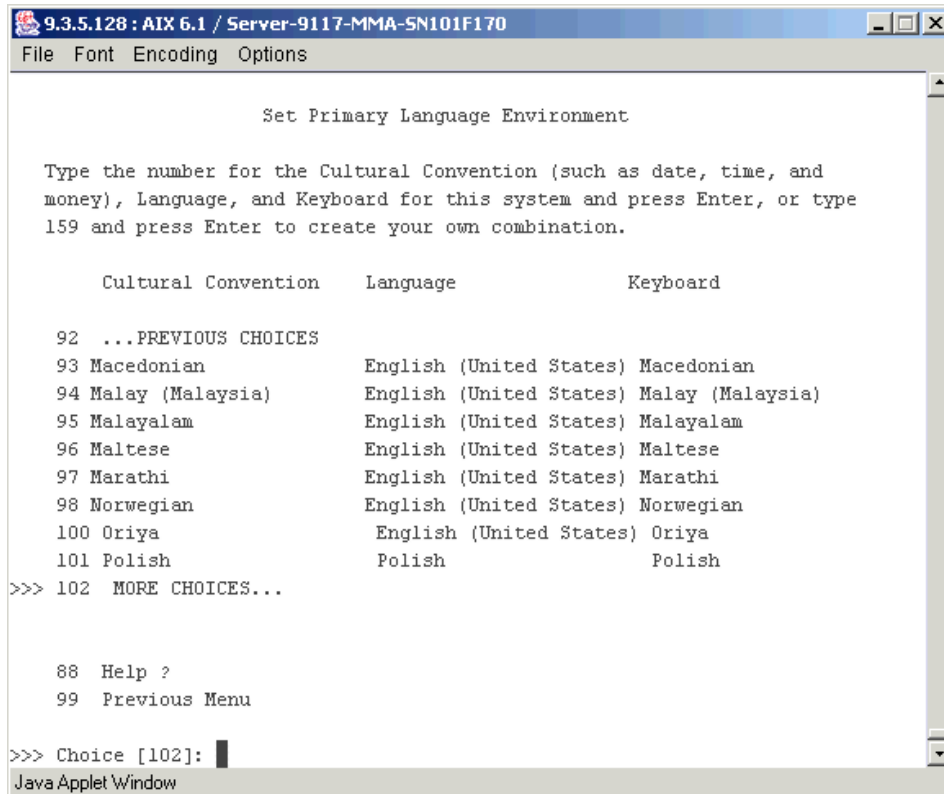 9.3.5.128 : AIX 6.1 / Server-9117-MMA-SN101F170
File Font Encoding Options
Set Primary Language Environment
Type the number for the Cultural Convention (such as date, time, and
money), Language, and Keyboard for this system and press Enter, or type
159 and press Enter to create your own combination.
Cultural Convention Language Keyboard
92 ...PREVIOUS CHOICES
93 Macedonian English (United States) Macedonian
94 Malay (Malaysia) English (United States) Malay (Malaysia)
95 Malayalam English (United States) Malayalam
96 Maltese English (United States) Maltese
97 Marathi English (United States) Marathi
98 Norwegian English (United States) Norwegian
100 Oriya English (United States) Oriya
101 Polish Polish Polish
>>> 102 MORE CHOICES...
88 Help ?
99 Previous Menu
>>> Choice [102]:
Java Applet Window